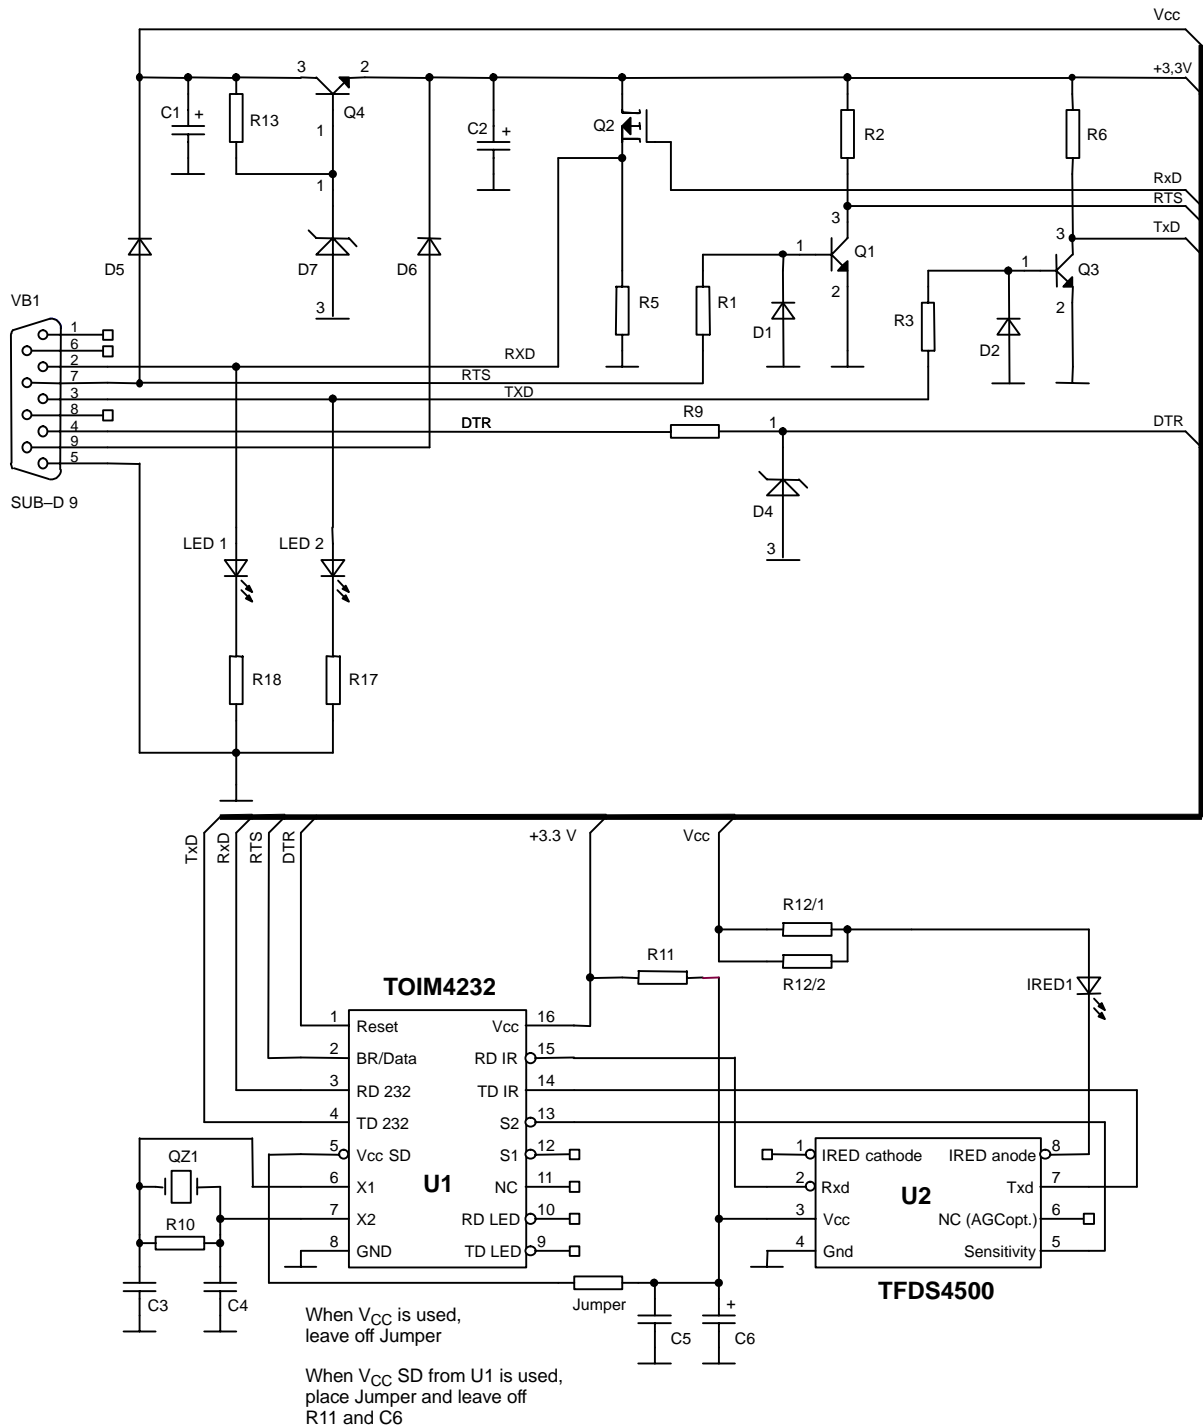 Vcc
+3,3V
3
2
C1
+
R13
Q4
1
1
C2
+
Q2
R2
R6
RxD
RTS
TxD
3
1
Q1
2
3
1
Q3
2
D5
D7
D6
3
R5
R1
D1
R3
D2
VB1
1
6
2
7
3
8
4
9
5
RXD
RTS
TXD
DTR
R9
1
DTR
SUB–D 9
D4
3
LED 1
LED 2
R18
R17
TxD
RxD
RTS
DTR
+3.3 V
Vcc
R12/1
R11
R12/2
IRED1
TOIM4232
1 Reset
Vcc 16
2 BR/Data
RD IR 15
3 RD 232
TD IR 14
4 TD 232
S2 13
5 Vcc SD
S1 12
6 X1
NC 11
7 X2
RD LED 10
8 GND
TD LED 9
U1
QZ1
R10
C3
C4
1 IRED cathode
IRED anode 8
2 Rxd
U2
Txd 7
3 Vcc
NC (AGCopt.) 6
4 Gnd
Sensitivity 5
TFDS4500
Jumper
C5
+
C6
When VCC is used,
leave off Jumper
When VCC SD from U1 is used,
place Jumper and leave off
R11 and C6